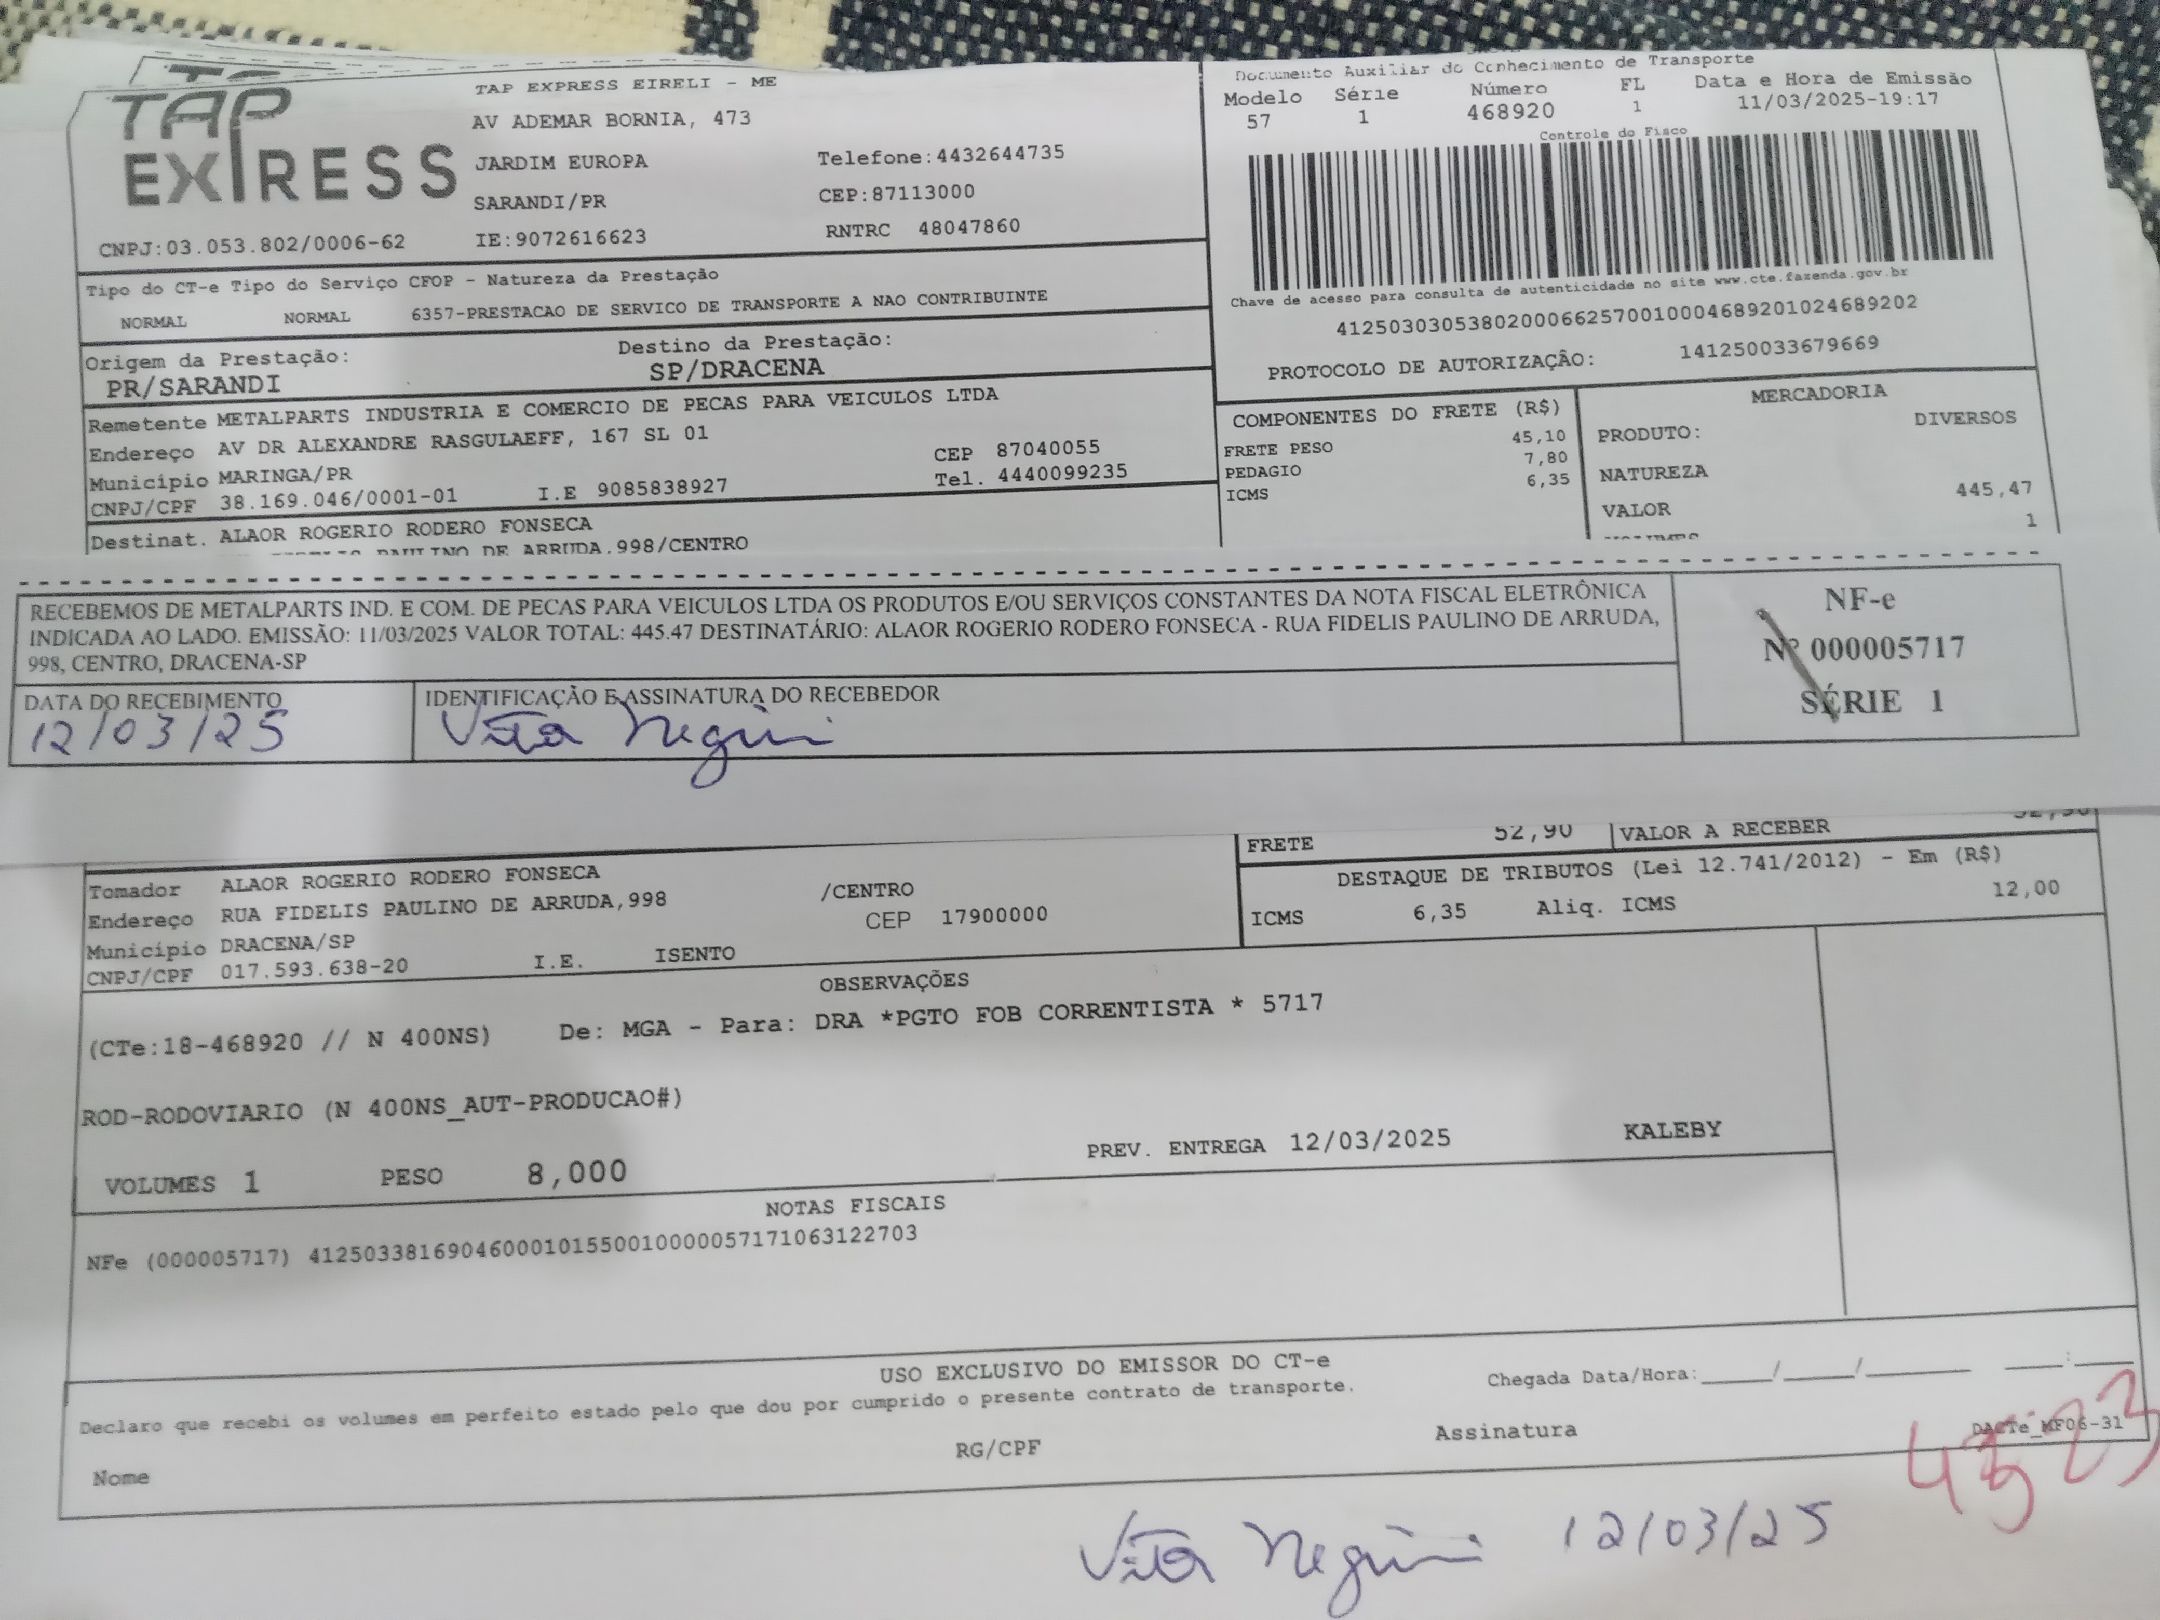 TAP EXPRESS
TAP EXPRESS EIRELI - ME
AV ADEMAR BORNIA, 473
JARDIM EUROPA Telefone:4432644735
SARANDI/PR CEP:87113000
CNPJ:03.053.802/0006-62 IE:9072616623 RNTRC 48047860
Documento Auxiliar do Conhecimento de Transporte
Modelo Série Número FL Data e Hora de Emissão
57 1 468920 1 11/03/2025-19:17
Controle do Fisco
Chave de acesso para consulta de autenticidade no site www.cte.fazenda.gov.br
41250303053802000662570010004689201024689202
PROTOCOLO DE AUTORIZAÇÃO: 141250033679669
Tipo do CT-e Tipo do Serviço CFOP - Natureza da Prestação
NORMAL NORMAL 6357-PRESTACAO DE SERVICO DE TRANSPORTE A NAO CONTRIBUINTE
Origem da Prestação: Destino da Prestação:
PR/SARANDI SP/DRACENA
Remetente METALPARTS INDUSTRIA E COMERCIO DE PECAS PARA VEICULOS LTDA
Endereço AV DR ALEXANDRE RASGULAEFF, 167 SL 01 CEP 87040055
Município MARINGA/PR Tel. 4440099235
CNPJ/CPF 38.169.046/0001-01 I.E 9085838927
Destinat. ALAOR ROGERIO RODERO FONSECA
PAULINO DE ARRUDA,998/CENTRO
COMPONENTES DO FRETE (R$)
FRETE PESO 45,10
PEDAGIO 7,80
ICMS 6,35
MERCADORIA
PRODUTO: DIVERSOS
NATUREZA
VALOR 445,47
1
RECEBEMOS DE METALPARTS IND. E COM. DE PECAS PARA VEICULOS LTDA OS PRODUTOS E/OU SERVIÇOS CONSTANTES DA NOTA FISCAL ELETRÔNICA
INDICADA AO LADO. EMISSÃO: 11/03/2025 VALOR TOTAL: 445.47 DESTINATÁRIO: ALAOR ROGERIO RODERO FONSECA - RUA FIDELIS PAULINO DE ARRUDA,
998, CENTRO, DRACENA-SP
NF-e
Nº 000005717
SÉRIE 1
DATA DO RECEBIMENTO IDENTIFICAÇÃO E ASSINATURA DO RECEBEDOR
12/03/25
FRETE 52,90 VALOR A RECEBER 52,90
Tomador ALAOR ROGERIO RODERO FONSECA
Endereço RUA FIDELIS PAULINO DE ARRUDA,998 /CENTRO
Município DRACENA/SP CEP 17900000
CNPJ/CPF 017.593.638-20 I.E. ISENTO
DESTAQUE DE TRIBUTOS (Lei 12.741/2012) - Em (R$)
ICMS 6,35 Aliq. ICMS 12,00
OBSERVAÇÕES
(CTe:18-468920 // N 400NS) De: MGA - Para: DRA *PGTO FOB CORRENTISTA * 5717
ROD-RODOVIARIO (N 400NS_AUT-PRODUCAO#)
VOLUMES 1 PESO 8,000 PREV. ENTREGA 12/03/2025 KALEBY
NOTAS FISCAIS
NFe (000005717) 41250338169046000101550010000057171063122703
USO EXCLUSIVO DO EMISSOR DO CT-e
Declaro que recebi os volumes em perfeito estado pelo que dou por cumprido o presente contrato de transporte. Chegada Data/Hora:_____/_____/_______ ____:____
Nome RG/CPF Assinatura DACTe_MF06-31
12/03/25